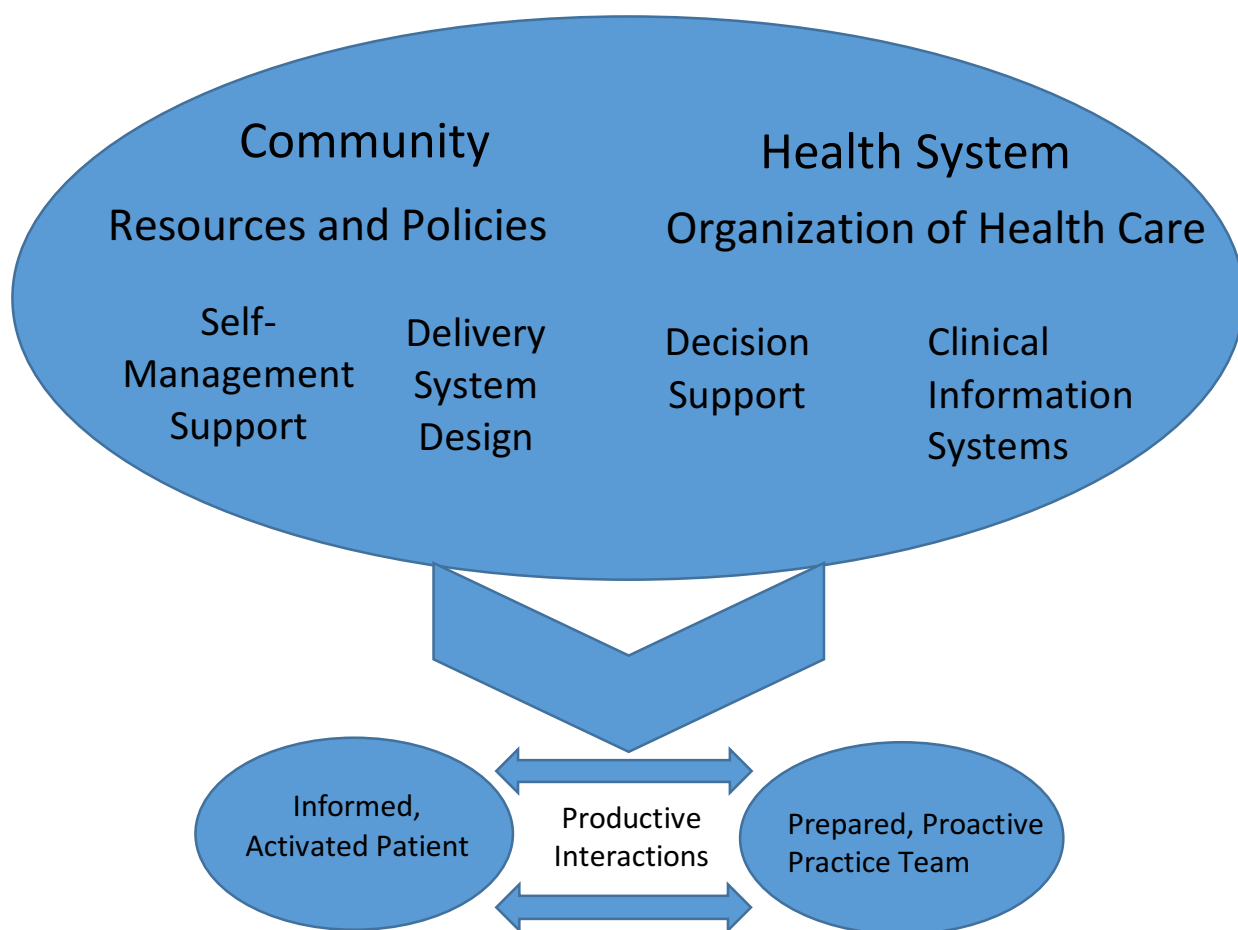 Community
Health System
Resources and Policies
Organization of Health Care
Self-
Management
Support
Delivery
System
Design
Decision
Support
Clinical
Information
Systems
Informed,
Activated Patient
Productive
Interactions
Prepared, Proactive
Practice Team